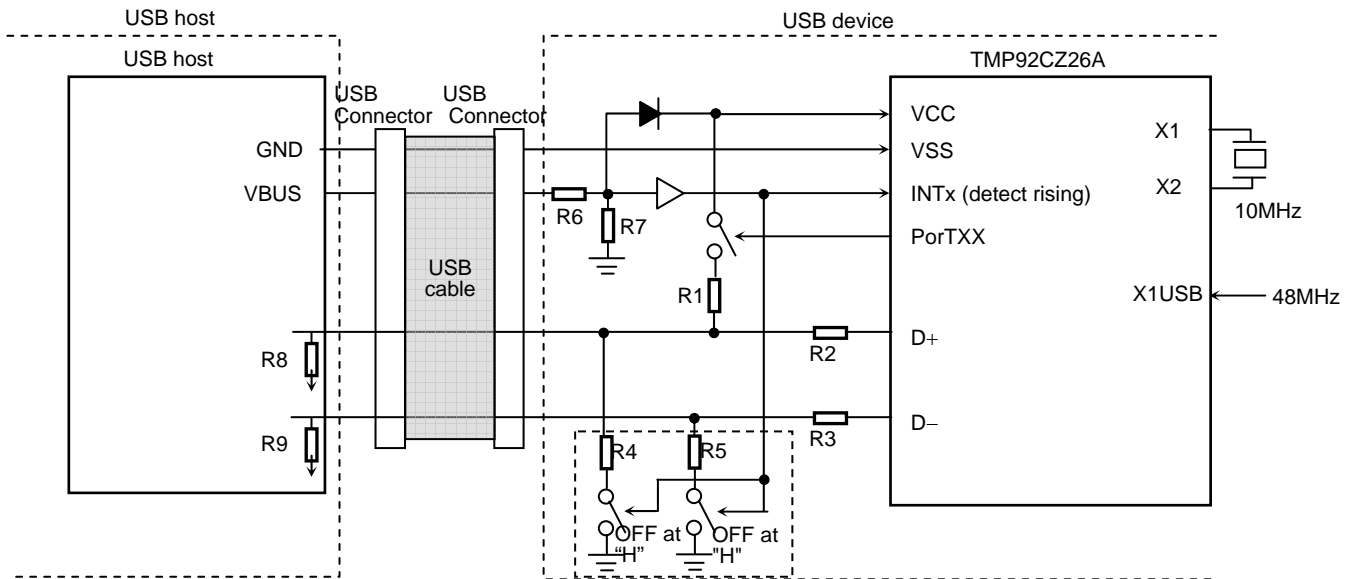 USB host
USB device
USB host
TMP92CZ26A
USB
Connector
USB
Connector
VCC
X1
GND
VSS
VBUS
INTx (detect rising)
X2
R6
R7
10MHz
PorTXX
USB
cable
R1
X1USB
48MHz
R8
R2
D+
R9
R3
D−
R4
R5
OFF at
“H”
OFF at
"H"